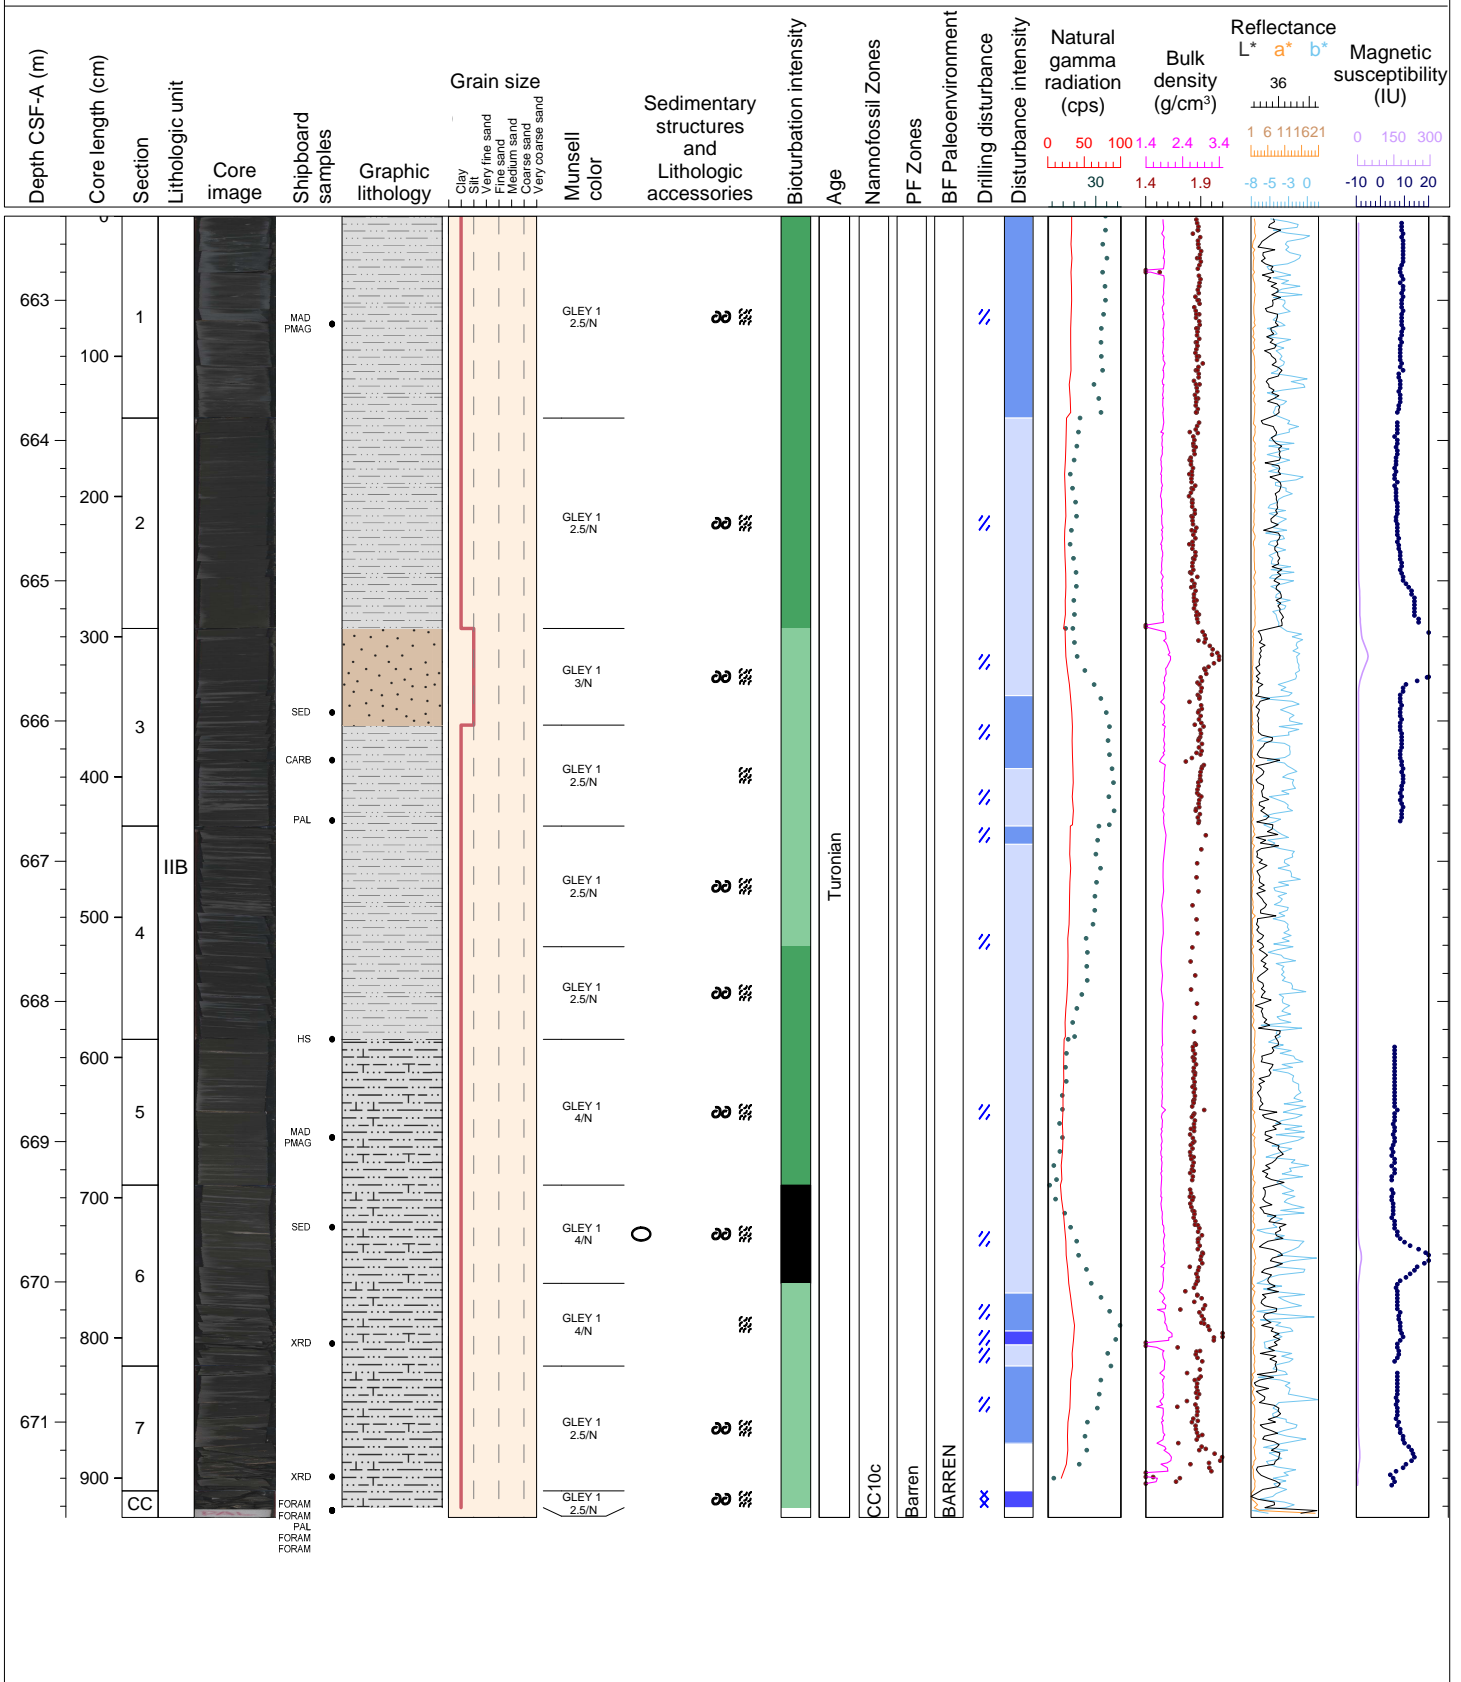 Depth CSF-A (m)
Core length (cm)
Section
Lithologic unit
Core
image
Shipboard
samples
Graphic
lithology
Grain size
Clay
Silt
Very fine sand
Fine sand
Medium sand
Coarse sand
Very coarse sand
Munsell
color
Sedimentary
structures
and
Lithologic
accessories
Bioturbation intensity
Age
Nannofossil Zones
PF Zones
BF Paleoenvironment
Drilling disturbance
Disturbance intensity
Natural
gamma
radiation
(cps)
0 50 100
30
Bulk
density
(g/cm³)
1.4 2.4 3.4
1.4 1.9
Reflectance
L* a* b*
36
1 6 11 16 21
-8 -5 -3 0
Magnetic
susceptibility
(IU)
0 150 300
-10 0 10 20
0
663
1
MAD
PMAG
GLEY 1
2.5/N
100
664
200
2
GLEY 1
2.5/N
665
300
GLEY 1
3/N
SED
666
3
CARB
400
GLEY 1
2.5/N
PAL
667
IIB
Turonian
GLEY 1
2.5/N
500
4
668
GLEY 1
2.5/N
HS
600
5
GLEY 1
4/N
669
MAD
PMAG
700
SED
GLEY 1
4/N
670
6
GLEY 1
4/N
800
XRD
671
7
GLEY 1
2.5/N
900
XRD
CC
GLEY 1
2.5/N
FORAM
FORAM
PAL
FORAM
FORAM
CC10c
Barren
BARREN